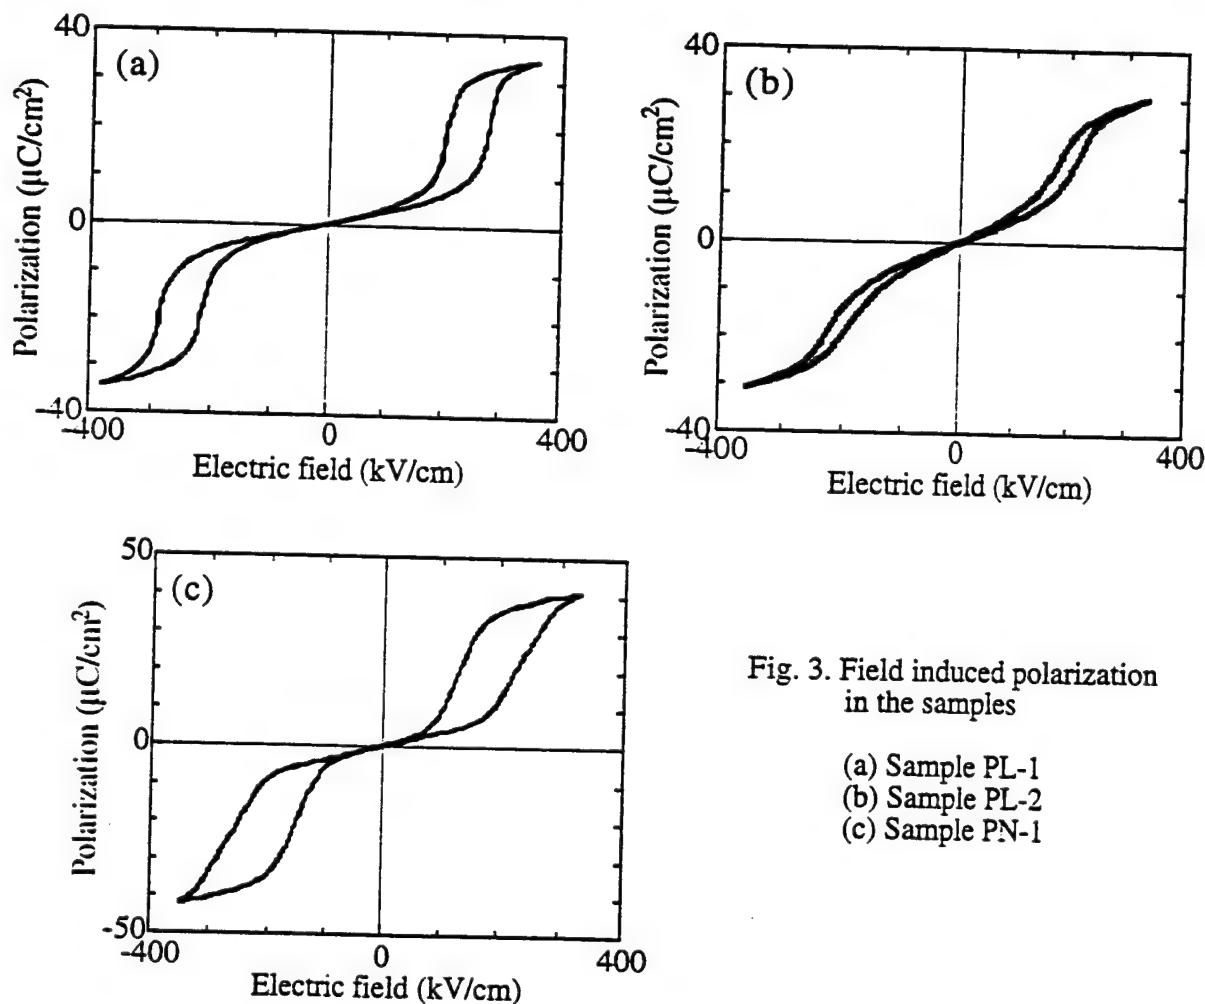 (a)
40
0
-40
-400
0
400
Polarization (μC/cm²)
Electric field (kV/cm)
(b)
40
0
-40
-400
0
400
Polarization (μC/cm²)
Electric field (kV/cm)
(c)
50
0
-50
-400
0
400
Polarization (μC/cm²)
Electric field (kV/cm)
Fig. 3. Field induced polarization
in the samples
(a) Sample PL-1
(b) Sample PL-2
(c) Sample PN-1